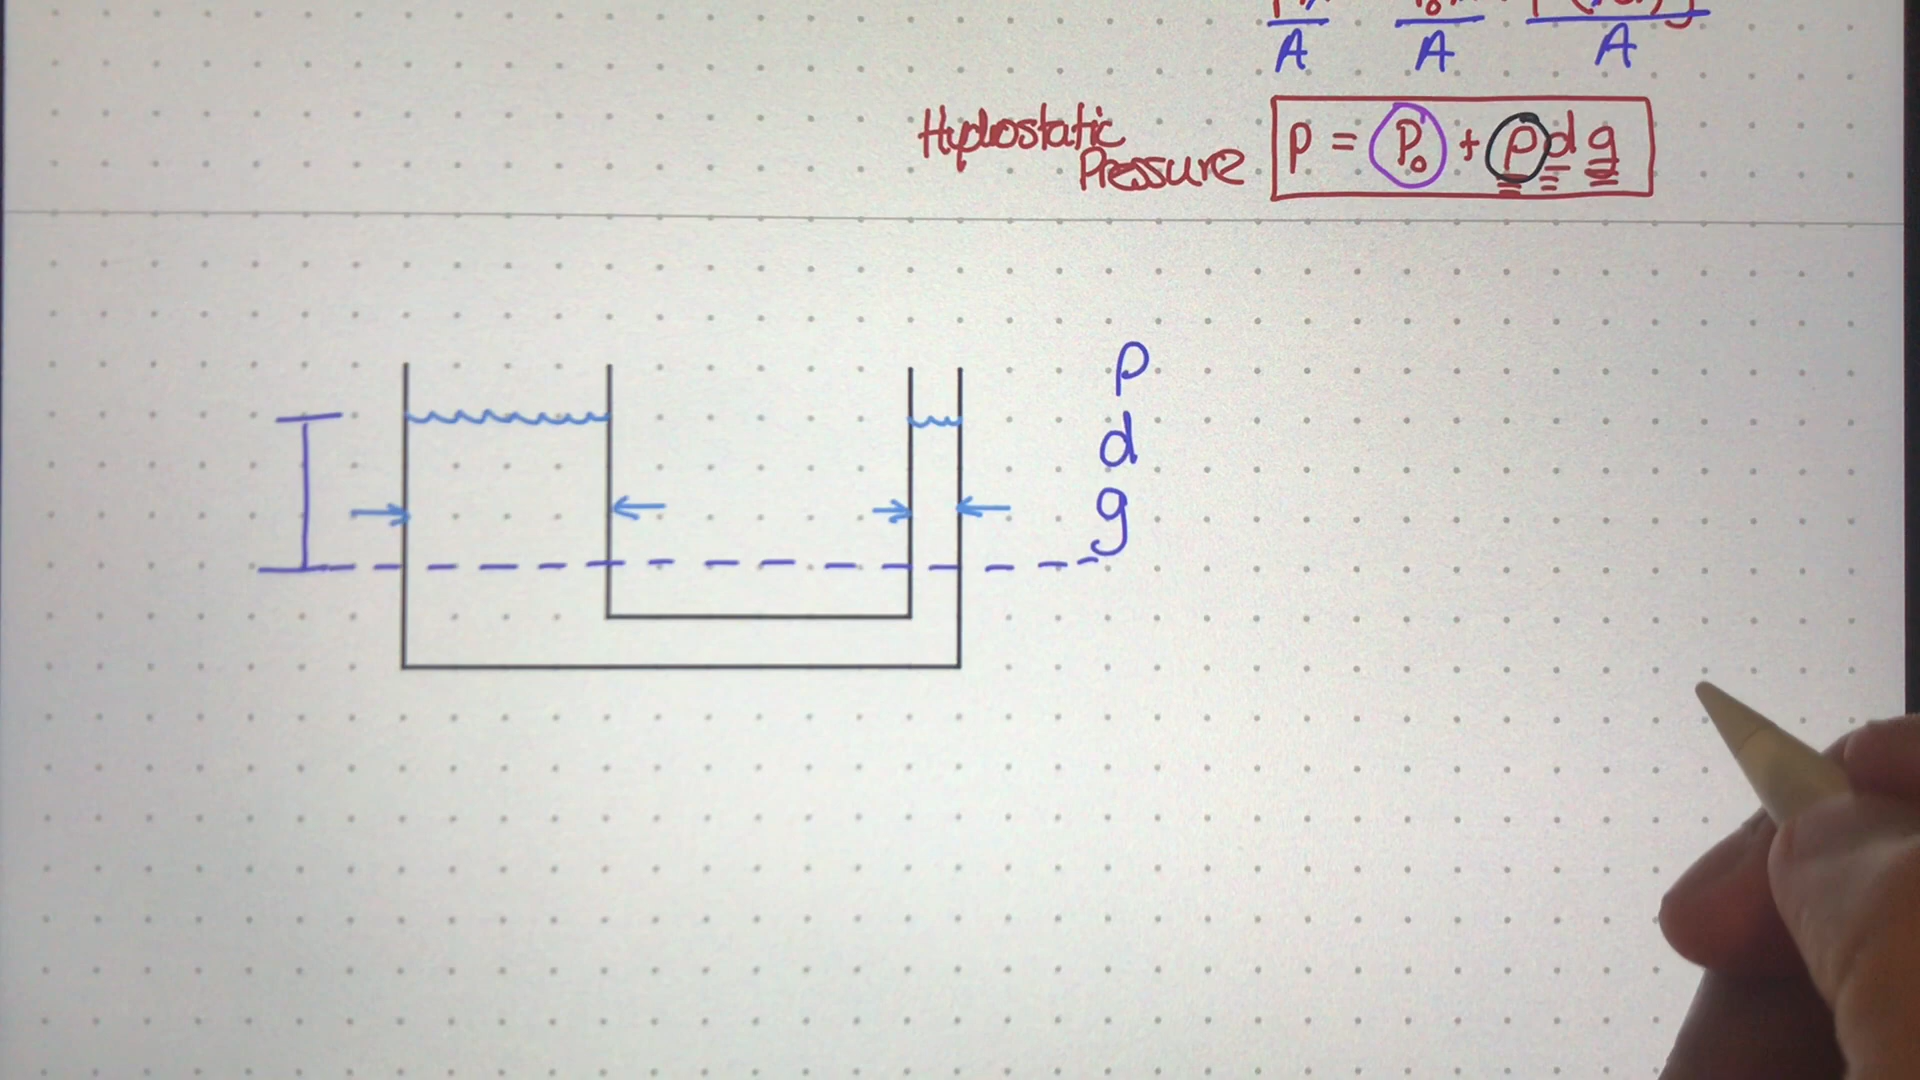 A A A
Hydrostatic
Pressure
P = P₀ + ρdg
ρ
d
g